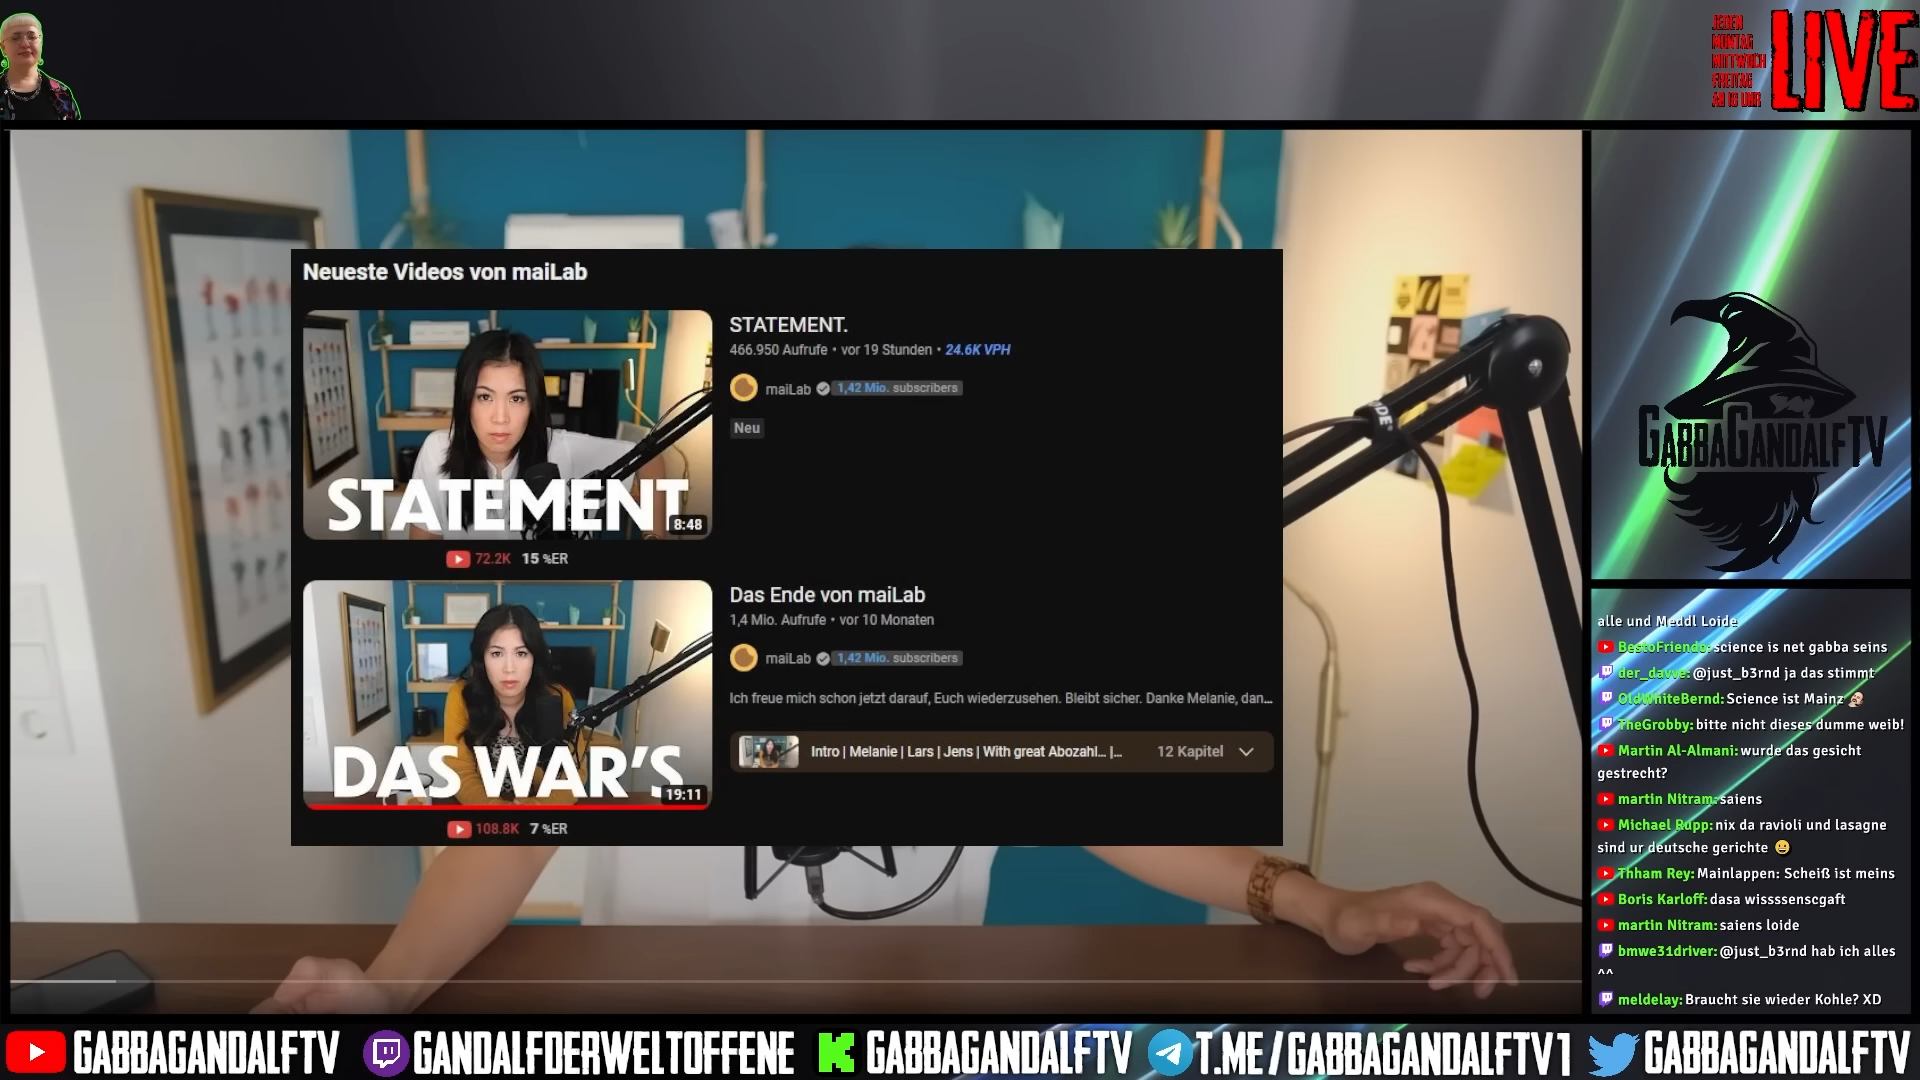 JEDEN
MONTAG
MITTWOCH
FREITAG
AB 18 UHR
LIVE
Neueste Videos von maiLab
STATEMENT
8:48
STATEMENT.
466.950 Aufrufe • vor 19 Stunden • 24.6K VPH
maiLab 1,42 Mio. subscribers
Neu
72.2K 15 %ER
DAS WAR'S
19:11
Das Ende von maiLab
1,4 Mio. Aufrufe • vor 10 Monaten
maiLab 1,42 Mio. subscribers
Ich freue mich schon jetzt darauf, Euch wiederzusehen. Bleibt sicher. Danke Melanie, dan...
Intro | Melanie | Lars | Jens | With great Abozahl... |... 12 Kapitel
108.8K 7 %ER
GABBAGANDALFTV
alle und Meddl Loide
BestoFriendo: science is net gabba seins
der_davve: @just_b3rnd ja das stimmt
OldWhiteBernd: Science ist Mainz
TheGrobby: bitte nicht dieses dumme weib!
Martin Al-Almani: wurde das gesicht
gestrecht?
martin Nitram: saiens
Michael Rupp: nix da ravioli und lasagne
sind ur deutsche gerichte 😀
Thham Rey: Mainlappen: Scheiß ist meins
Boris Karloff: dasa wissssenscgaft
martin Nitram: saiens loide
bmwe31driver: @just_b3rnd hab ich alles
^^
meldelay: Braucht sie wieder Kohle? XD
GABBAGANDALFTV GANDALFDERWELTOFFENE GABBAGANDALFTV T.ME/GABBAGANDALFTV1 GABBAGANDALFTV